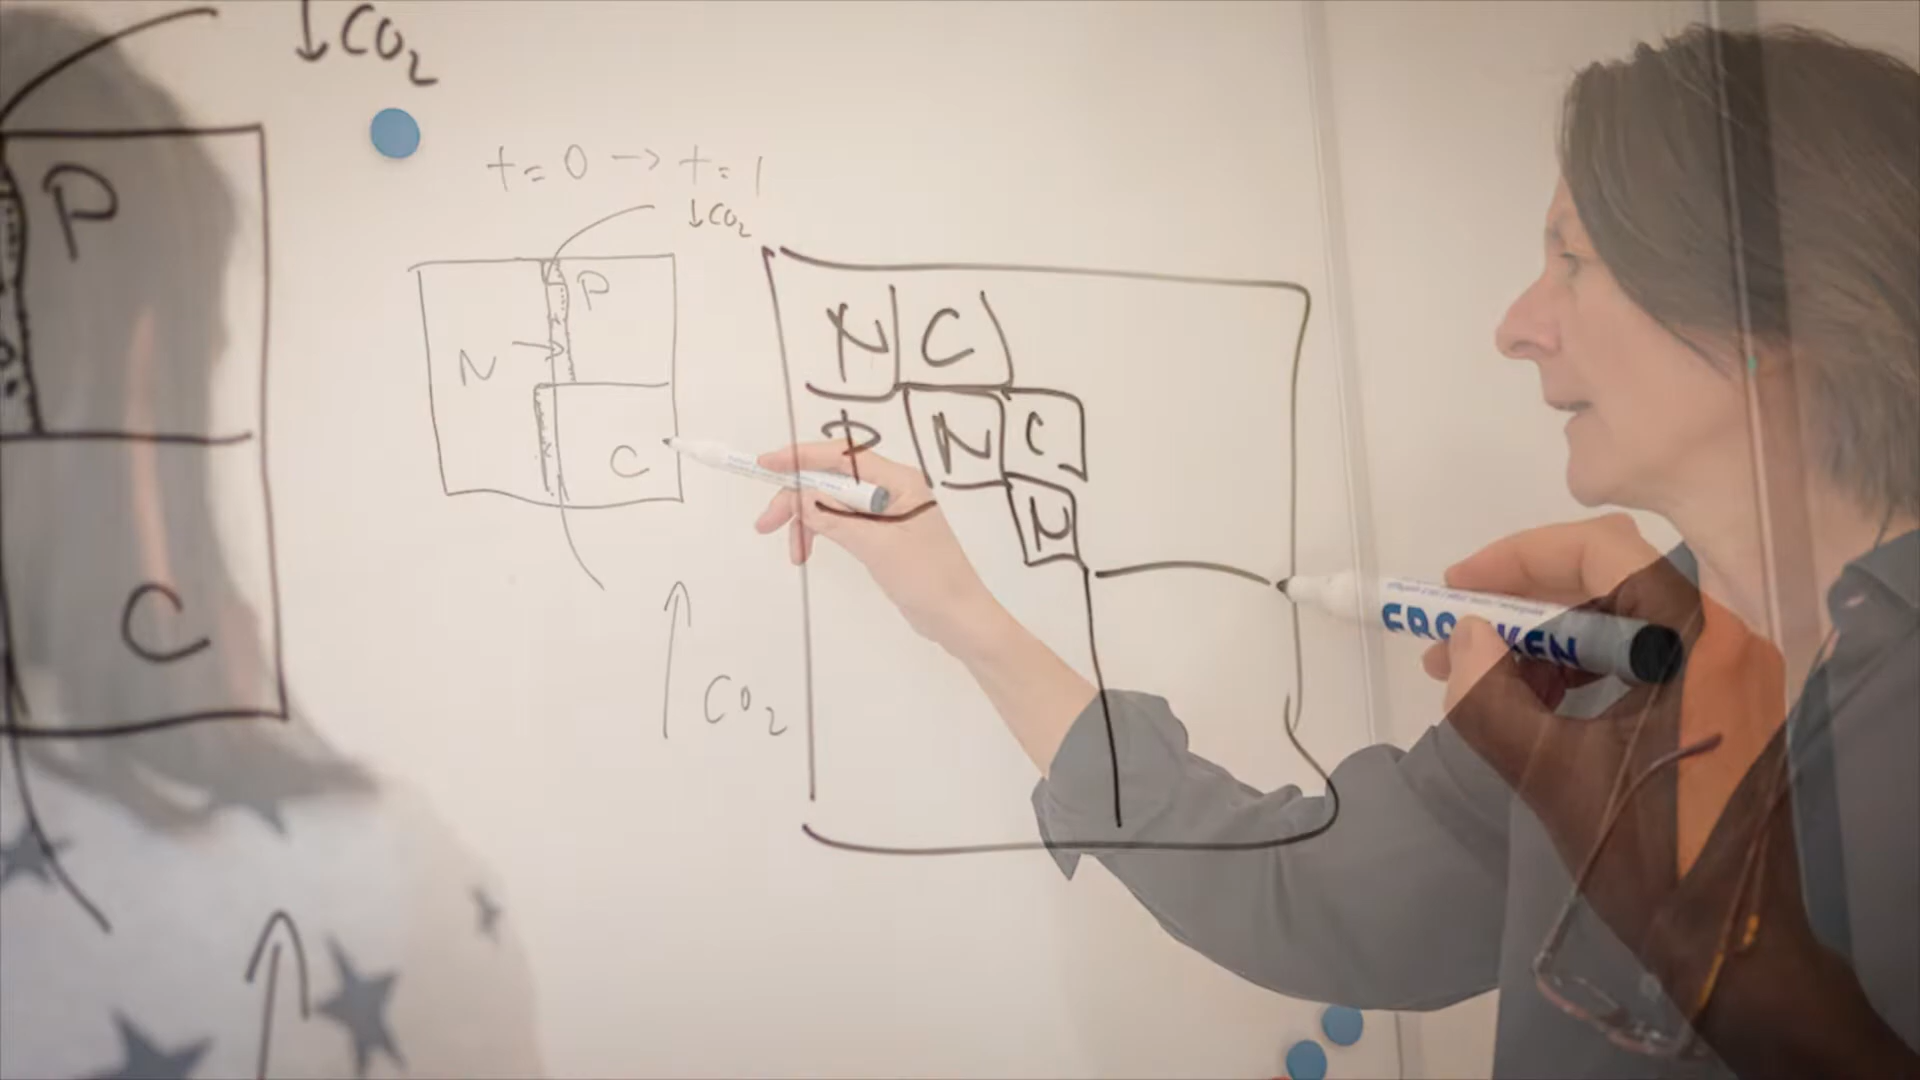 ↓CO₂
P
C
t=0 → t=1
↓CO₂
P
N
C
CO₂
N C
P N C
N